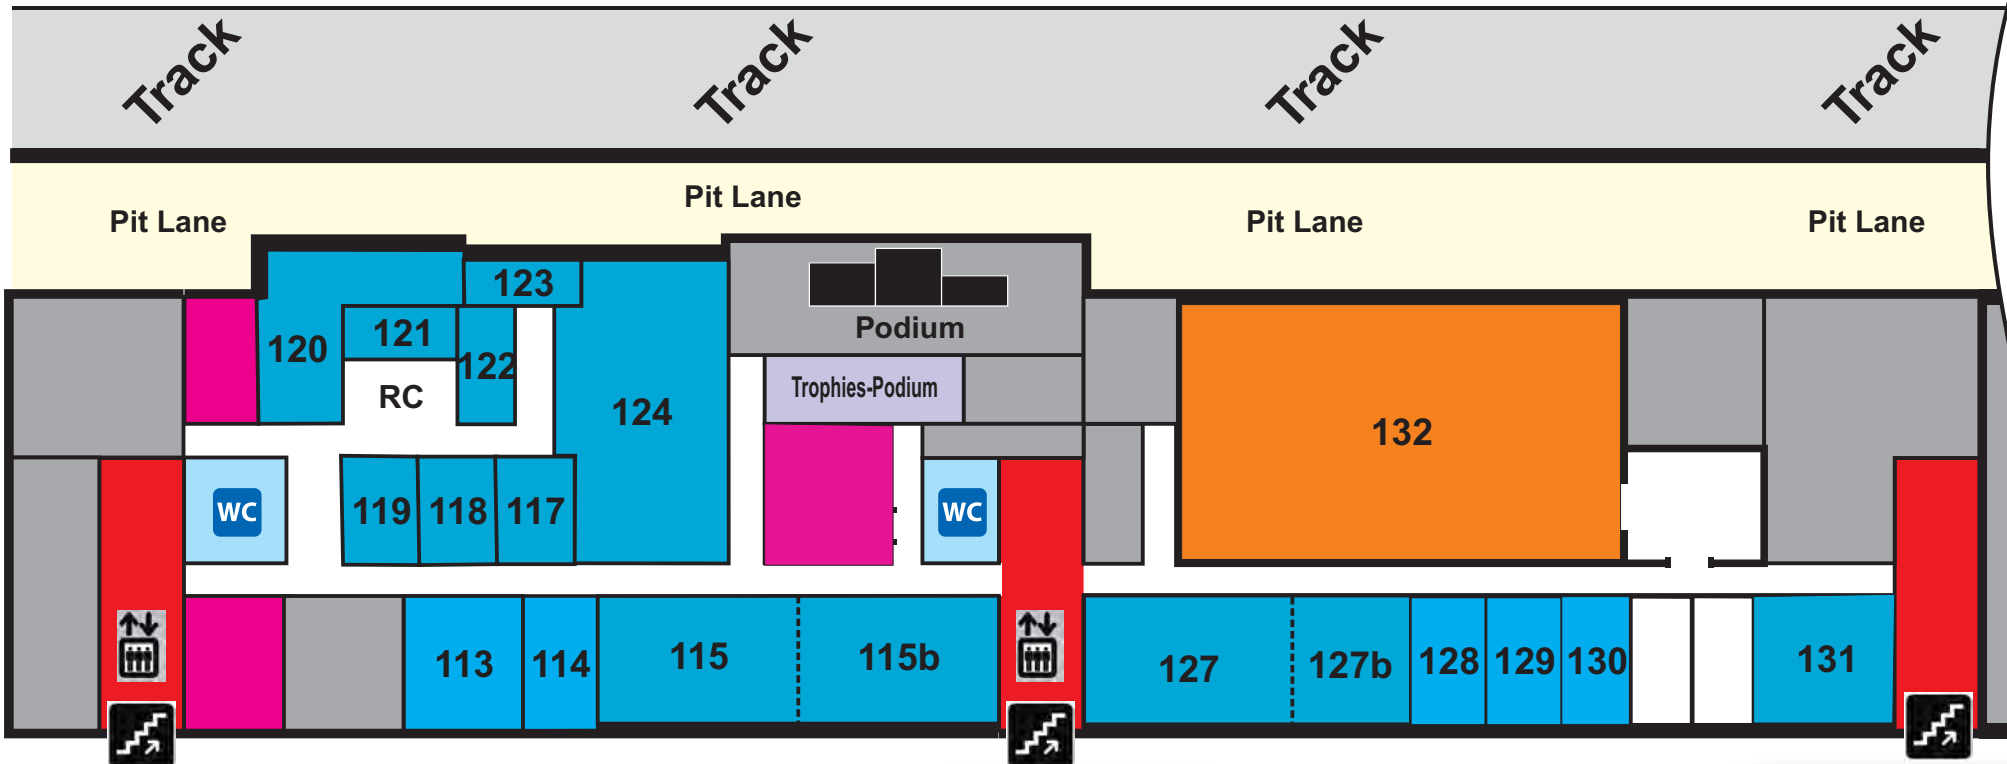 Track Track Track Track
Pit Lane Pit Lane Pit Lane Pit Lane
123
120 121 122 124
RC
Podium
Trophies-Podium
132
WC 119 118 117 WC
113 114 115 115b 127 127b 128 129 130 131